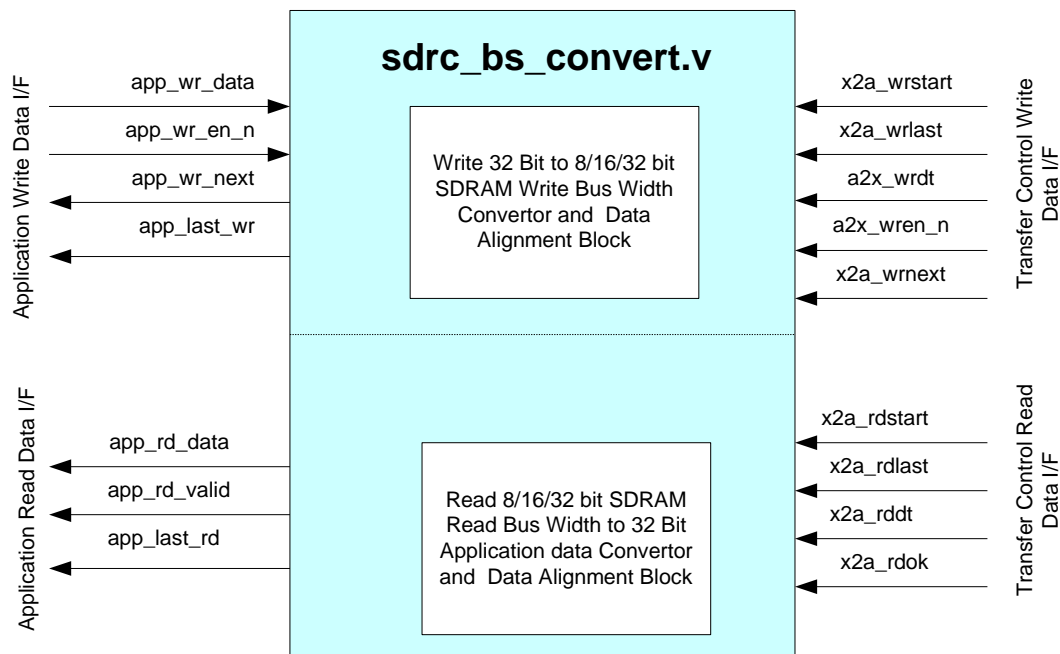 sdrc_bs_convert.v
Application Write Data I/F
app_wr_data
app_wr_en_n
app_wr_next
app_last_wr
Write 32 Bit to 8/16/32 bit
SDRAM Write Bus Width
Convertor and Data
Alignment Block
x2a_wrstart
x2a_wrlast
a2x_wrdt
a2x_wren_n
x2a_wrnext
Transfer Control Write
Data I/F
Application Read Data I/F
app_rd_data
app_rd_valid
app_last_rd
Read 8/16/32 bit SDRAM
Read Bus Width to 32 Bit
Application data Convertor
and Data Alignment Block
x2a_rdstart
x2a_rdlast
x2a_rddt
x2a_rdok
Transfer Control Read
Data I/F